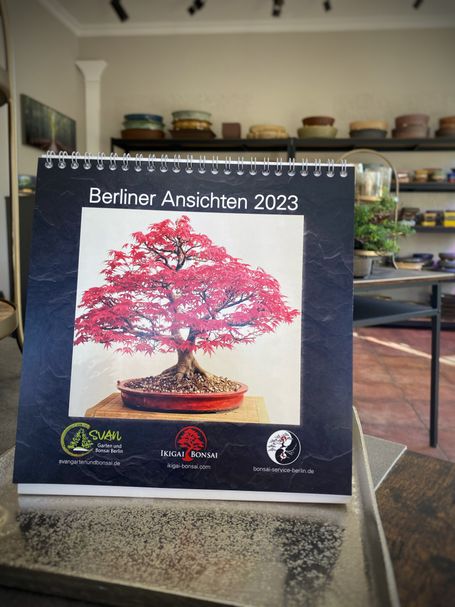 Berliner Ansichten 2023
SVAN
Garten und
Bonsai Berlin
svangartenundbonsai.de
IKIGAI BONSAI
ikigai-bonsai.com
bonsai-service-berlin.de